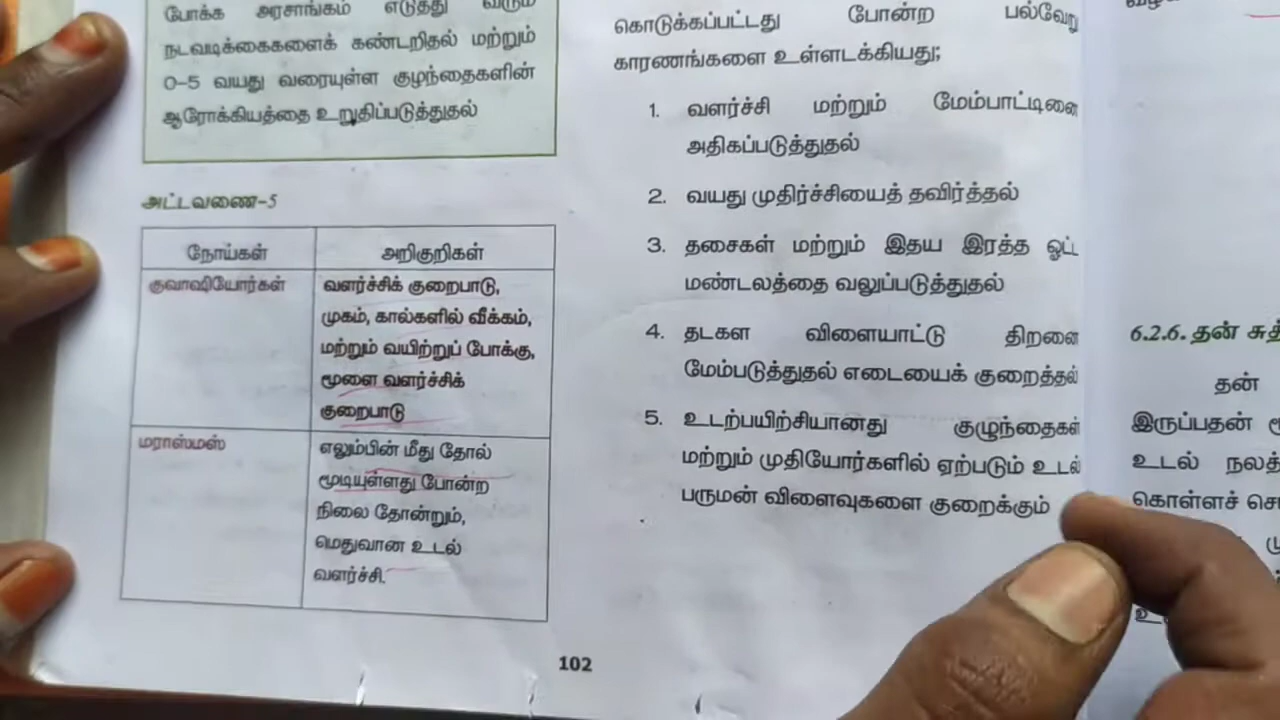 போக்க அரசாங்கம் எடுத்து வரும்
நடவடிக்கைகளைக் கண்டறிதல் மற்றும்
0-5 வயது வரையுள்ள குழந்தைகளின்
ஆரோக்கியத்தை உறுதிப்படுத்துதல்
அட்டவணை-5
நோய்கள்
அறிகுறிகள்
குவாஷியோர்கள்
வளர்ச்சிக் குறைபாடு,
முகம், கால்களில் வீக்கம்,
மற்றும் வயிற்றுப் போக்கு,
மூளை வளர்ச்சிக்
குறைபாடு
மராஸ்மஸ்
எலும்பின் மீது தோல்
மூடியுள்ளது போன்ற
நிலை தோன்றும்,
மெதுவான உடல்
வளர்ச்சி.
கொடுக்கப்பட்டது போன்ற பல்வேறு
காரணங்களை உள்ளடக்கியது;
1. வளர்ச்சி மற்றும் மேம்பாட்டினை
அதிகப்படுத்துதல்
2. வயது முதிர்ச்சியைத் தவிர்த்தல்
3. தசைகள் மற்றும் இதய இரத்த ஓட்ட
மண்டலத்தை வலுப்படுத்துதல்
4. தடகள விளையாட்டு திறனை
மேம்படுத்துதல் எடையைக் குறைத்தல்
5. உடற்பயிற்சியானது குழுந்தைகள்
மற்றும் முதியோர்களில் ஏற்படும் உடல்
பருமன் விளைவுகளை குறைக்கும்
102
6.2.6. தன் சுத்
தன்
இருப்பதன்
உடல் நலத்
கொள்ளச்